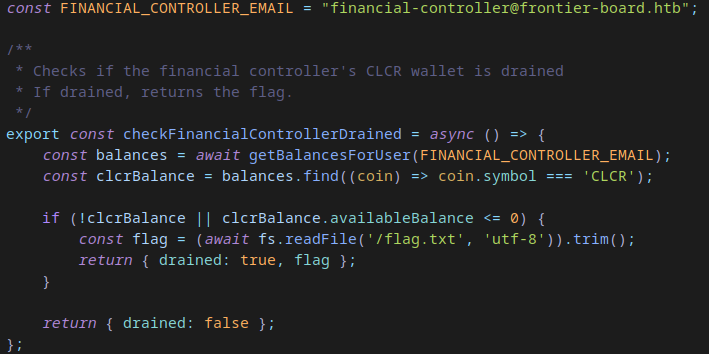 const FINANCIAL_CONTROLLER_EMAIL = "financial-controller@frontier-board.htb";

/**
 * Checks if the financial controller's CLCR wallet is drained
 * If drained, returns the flag.
 */
export const checkFinancialControllerDrained = async () => {
    const balances = await getBalancesForUser(FINANCIAL_CONTROLLER_EMAIL);
    const clcrBalance = balances.find((coin) => coin.symbol === 'CLCR');

    if (!clcrBalance || clcrBalance.availableBalance <= 0) {
        const flag = (await fs.readFile('/flag.txt', 'utf-8')).trim();
        return { drained: true, flag };
    }

    return { drained: false };
};